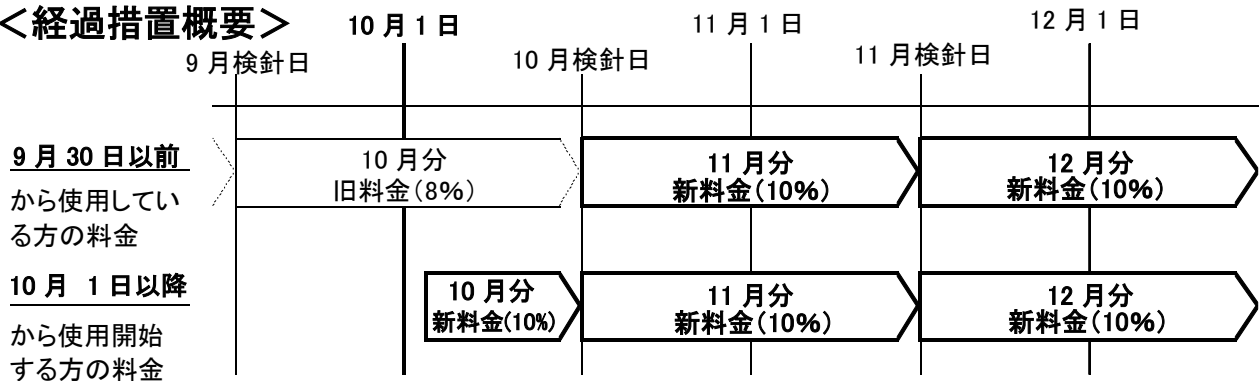 ＜経過措置概要＞
10月1日
11月1日
12月1日
9月検針日
10月検針日
11月検針日
9月30日以前
から使用してい
る方の料金
10月分
旧料金（8%）
11月分
新料金（10%）
12月分
新料金（10%）
10月 1日以降
から使用開始
する方の料金
10月分
新料金（10%）
11月分
新料金（10%）
12月分
新料金（10%）